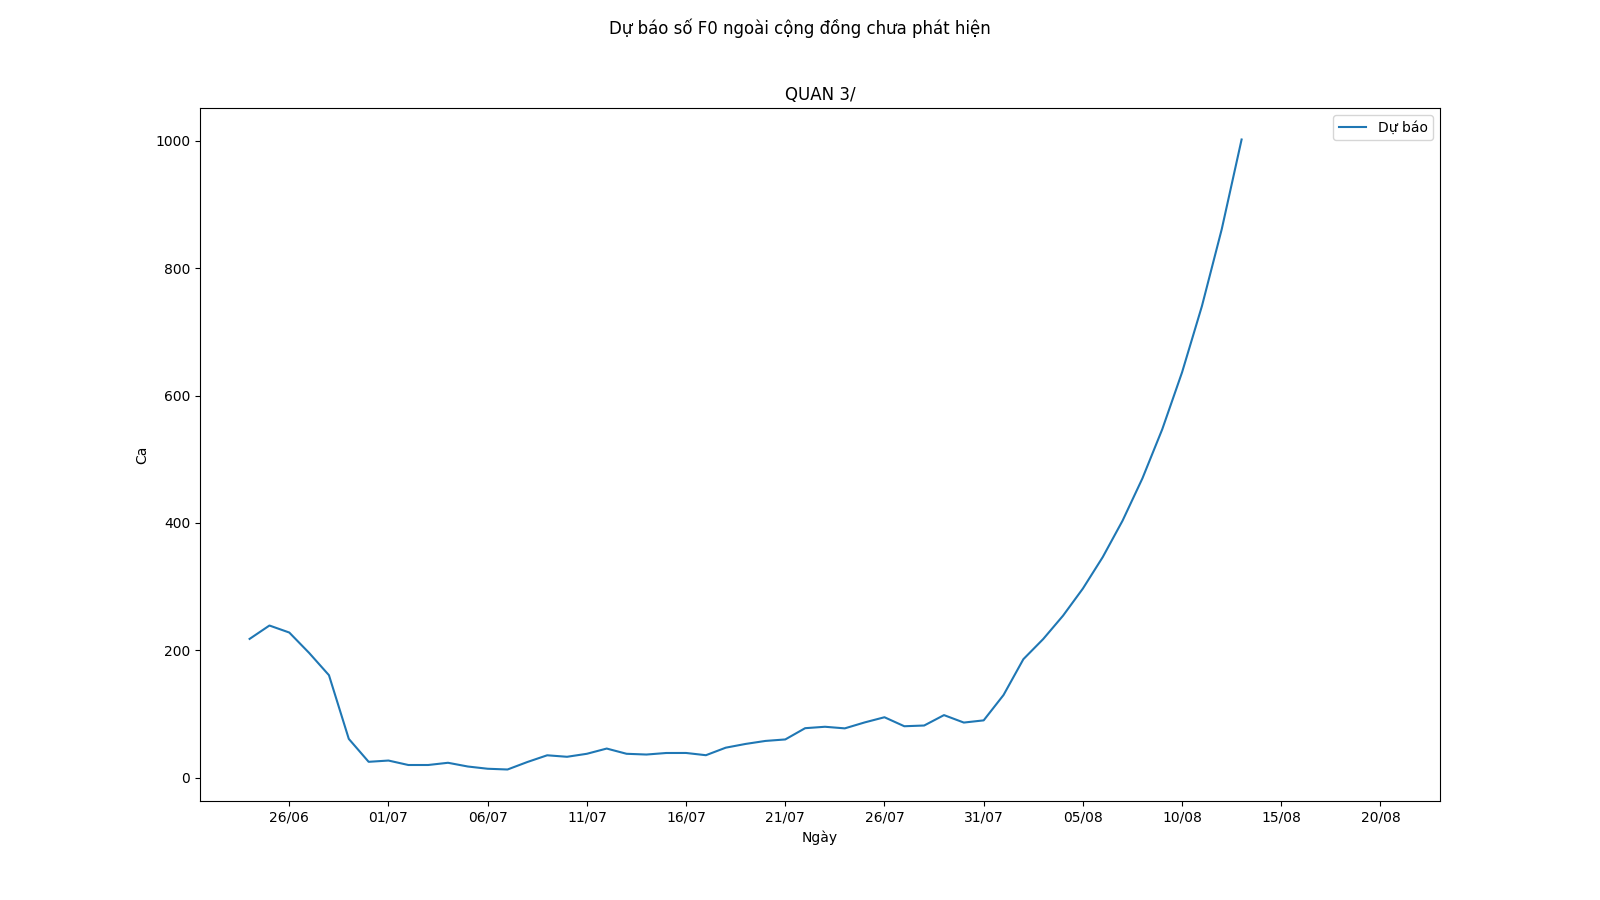 Dự báo số F0 ngoài cộng đồng chưa phát hiện
QUAN 3/
Dự báo
1000
800
600
400
200
0
Ca
26/06 01/07 06/07 11/07 16/07 21/07 26/07 31/07 05/08 10/08 15/08 20/08
Ngày